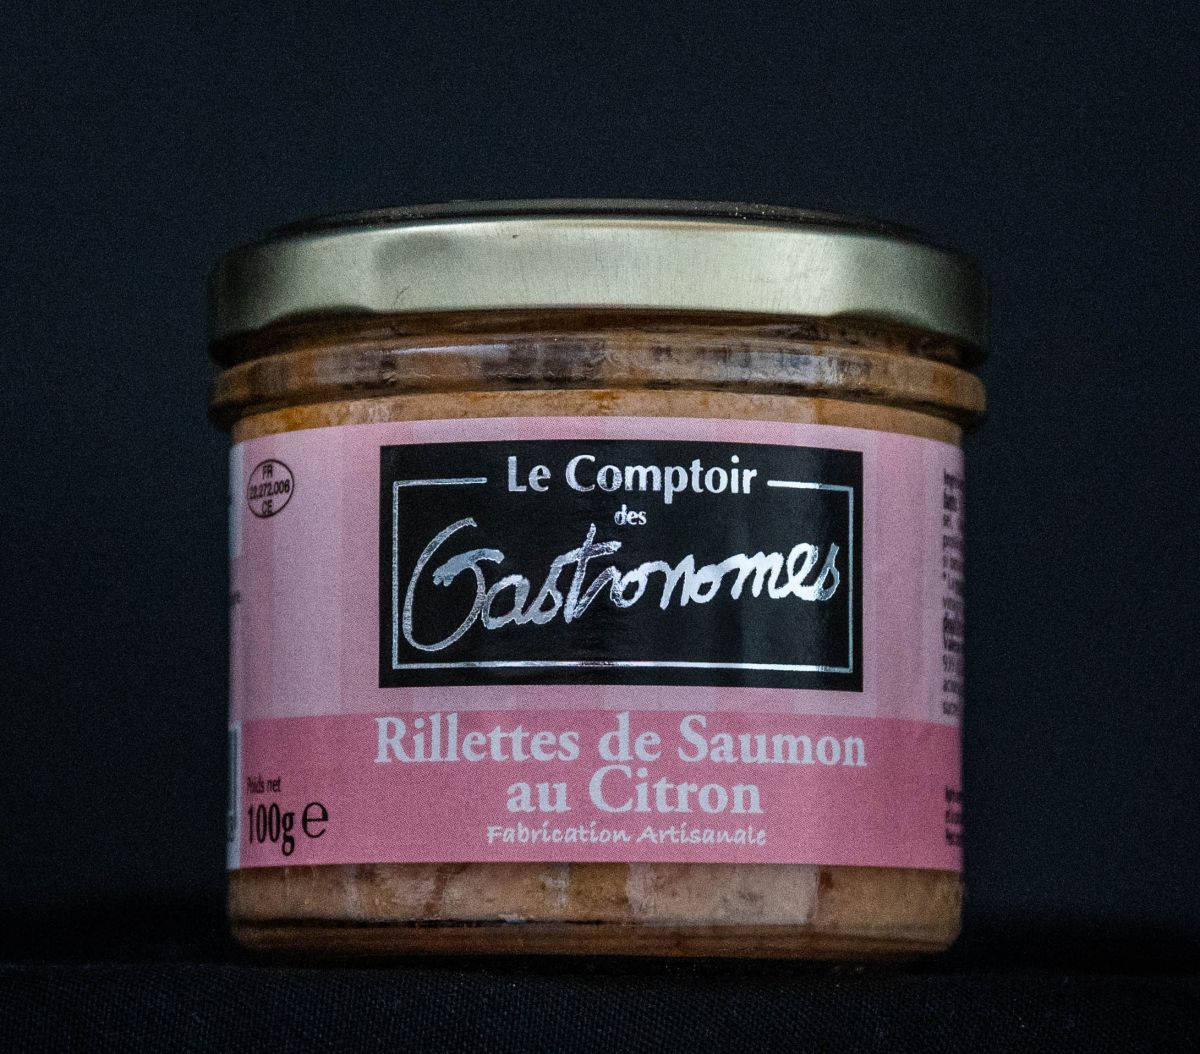 FR
22.272.006
CE
Le Comptoir
des
Gastronomes
Rillettes de Saumon
au Citron
Fabrication Artisanale
Poids net
100g ℮